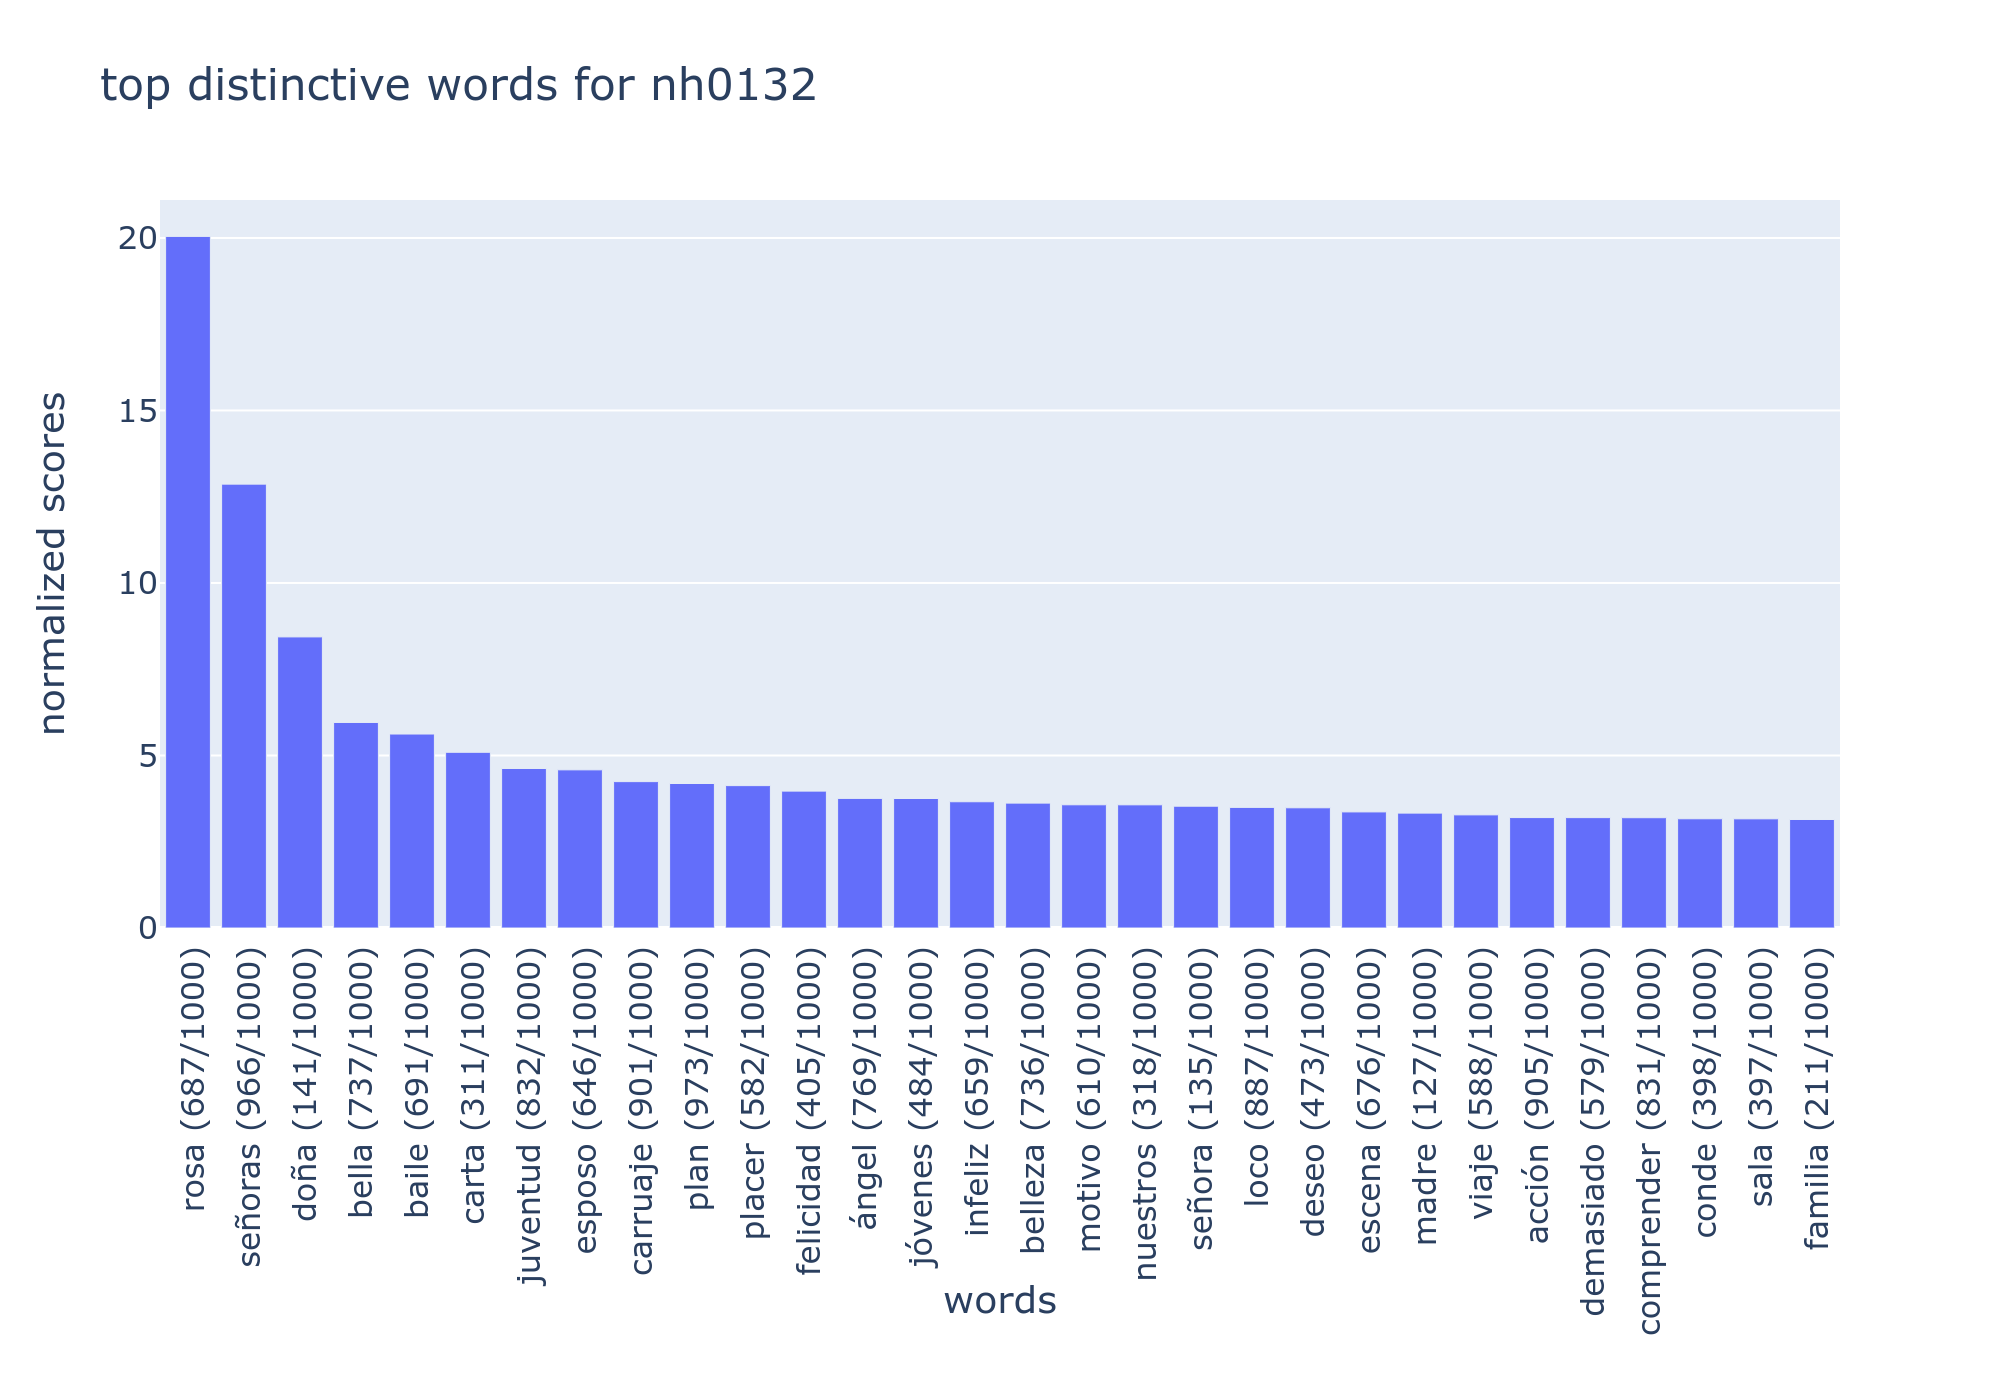 top distinctive words for nh0132
normalized scores
20
15
10
5
0
rosa (687/1000)
señoras (966/1000)
doña (141/1000)
bella (737/1000)
baile (691/1000)
carta (311/1000)
juventud (832/1000)
esposo (646/1000)
carruaje (901/1000)
plan (973/1000)
placer (582/1000)
felicidad (405/1000)
ángel (769/1000)
jóvenes (484/1000)
infeliz (659/1000)
belleza (736/1000)
motivo (610/1000)
nuestros (318/1000)
señora (135/1000)
loco (887/1000)
deseo (473/1000)
escena (676/1000)
madre (127/1000)
viaje (588/1000)
acción (905/1000)
demasiado (579/1000)
comprender (831/1000)
conde (398/1000)
sala (397/1000)
familia (211/1000)
words